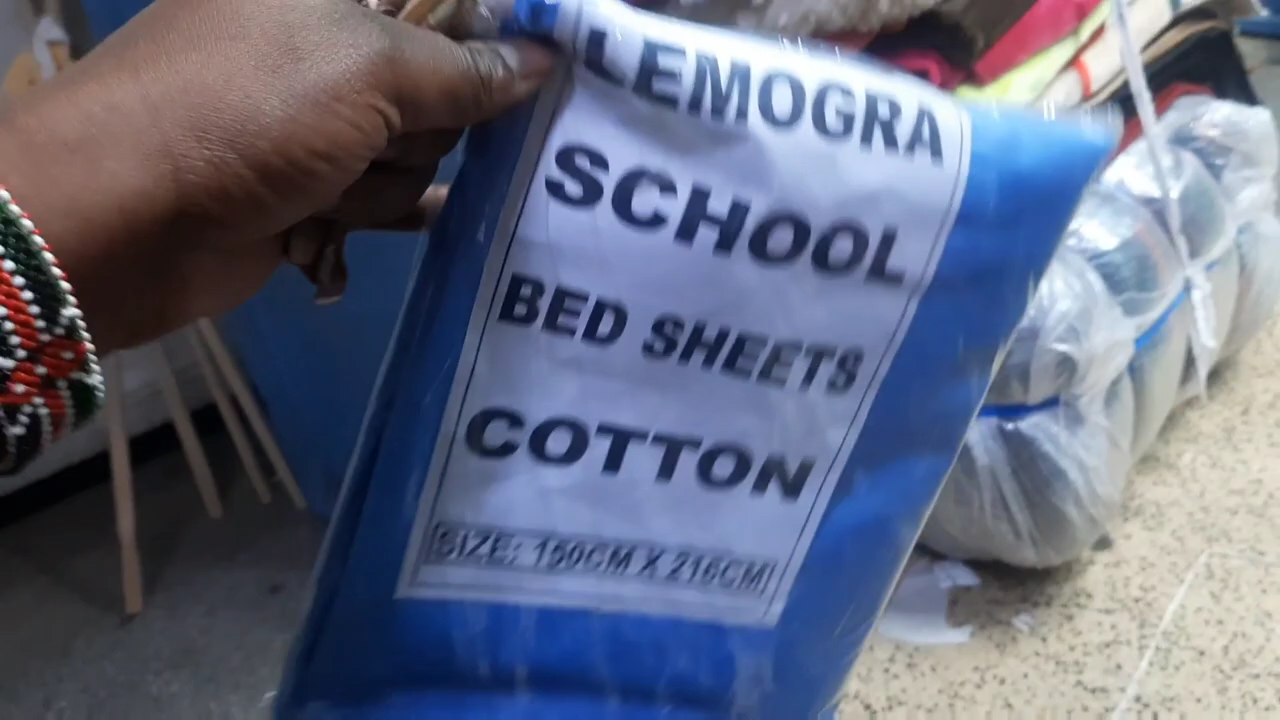 LEMOGRA
SCHOOL
BED SHEETS
COTTON
SIZE: 150CM X 216CM